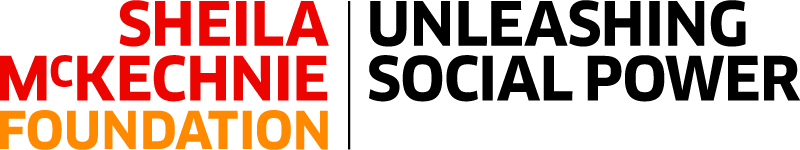 SHEILA
McKECHNIE
FOUNDATION
UNLEASHING
SOCIAL POWER